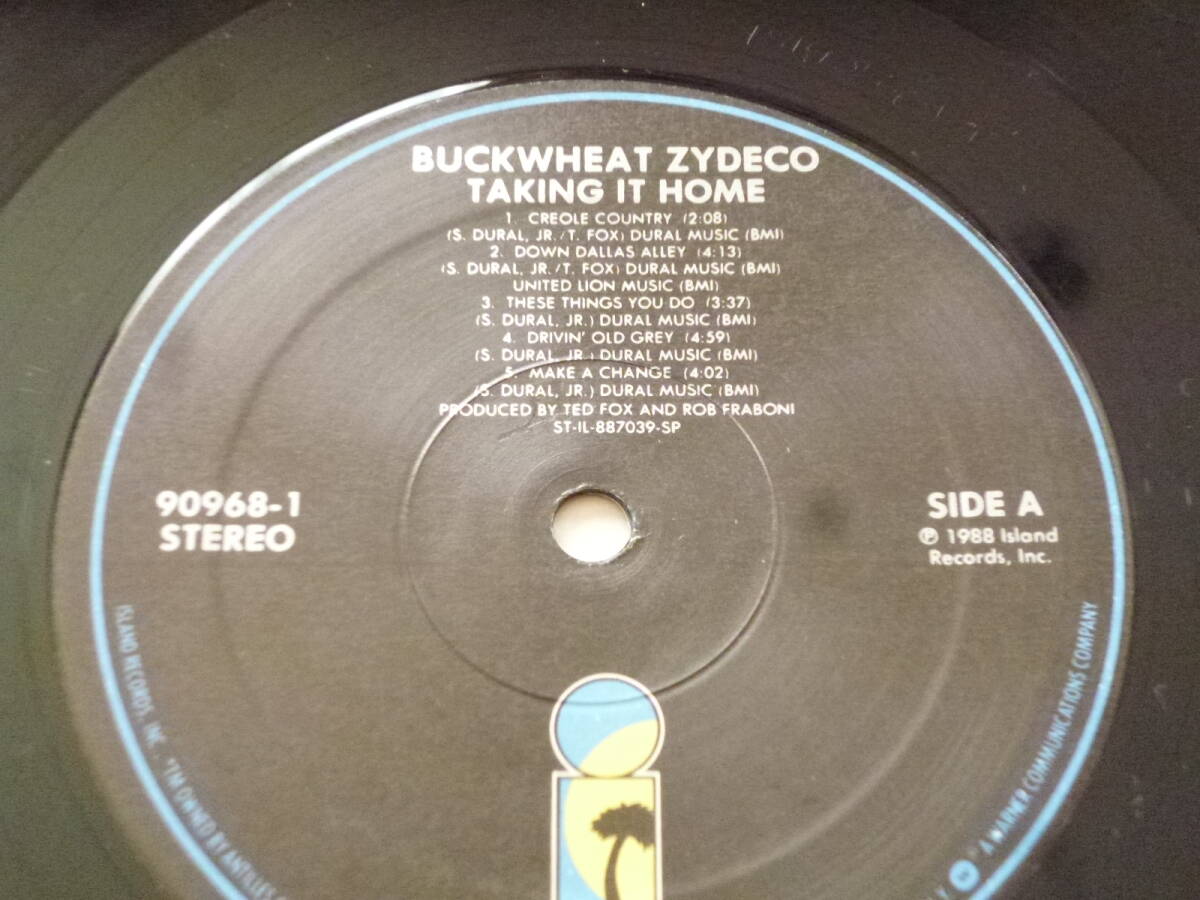 BUCKWHEAT ZYDECO
TAKING IT HOME
1. CREOLE COUNTRY (2:08)
(S. DURAL, JR./T. FOX) DURAL MUSIC (BMI)
2. DOWN DALLAS ALLEY (4:13)
(S. DURAL, JR./T. FOX) DURAL MUSIC (BMI)
UNITED LION MUSIC (BMI)
3. THESE THINGS YOU DO (3:37)
(S. DURAL, JR.) DURAL MUSIC (BMI)
4. DRIVIN' OLD GREY (4:59)
(S. DURAL, JR.) DURAL MUSIC (BMI)
5. MAKE A CHANGE (4:02)
(S. DURAL, JR.) DURAL MUSIC (BMI)
PRODUCED BY TED FOX AND ROB FRABONI
ST-IL-887039-SP
90968-1
STEREO
SIDE A
℗ 1988 Island
Records, Inc.
ISLAND RECORDS, INC. *TM OWNED BY ANTILLES
A WARNER COMMUNICATIONS COMPANY